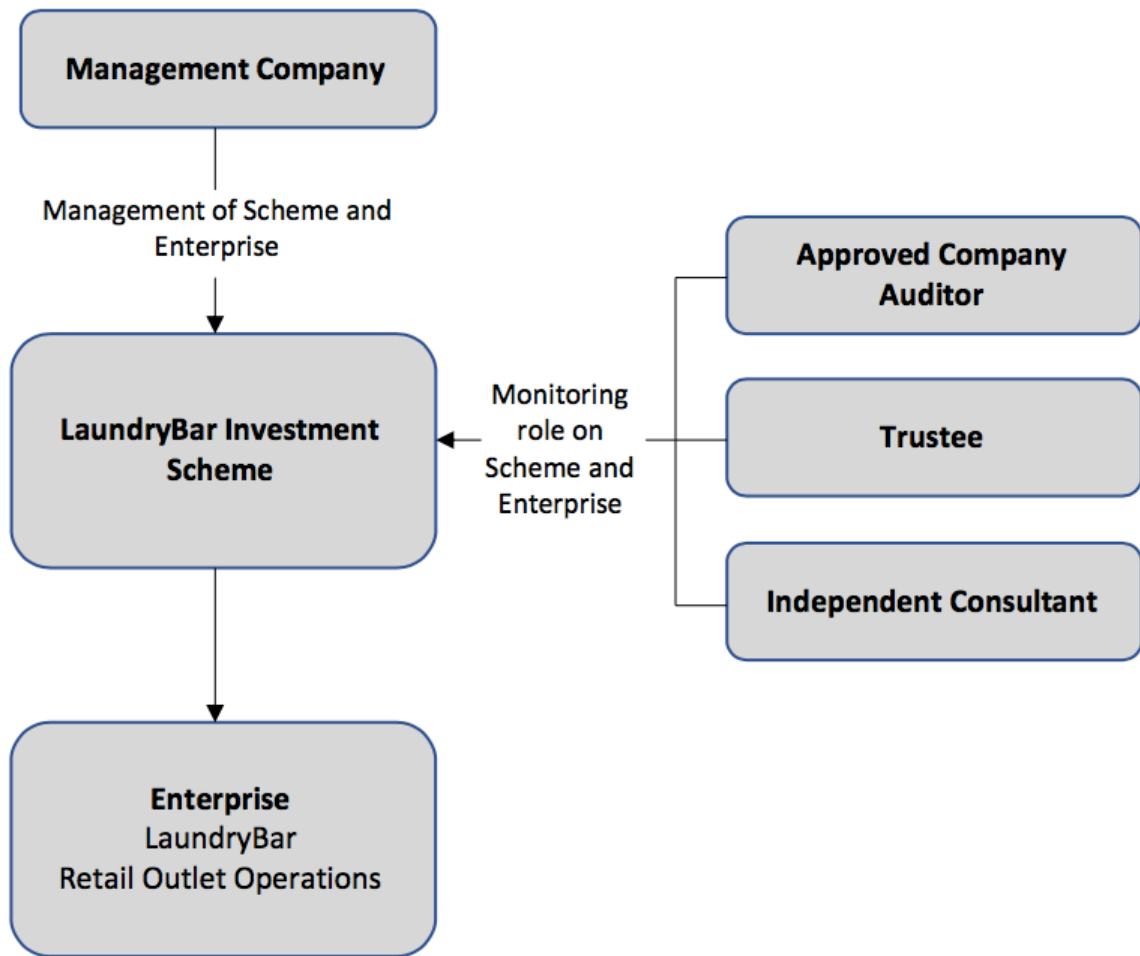 Management Company
Management of Scheme and
Enterprise
LaundryBar Investment
Scheme
Monitoring
role on
Scheme and
Enterprise
Approved Company
Auditor
Trustee
Independent Consultant
Enterprise
LaundryBar
Retail Outlet Operations